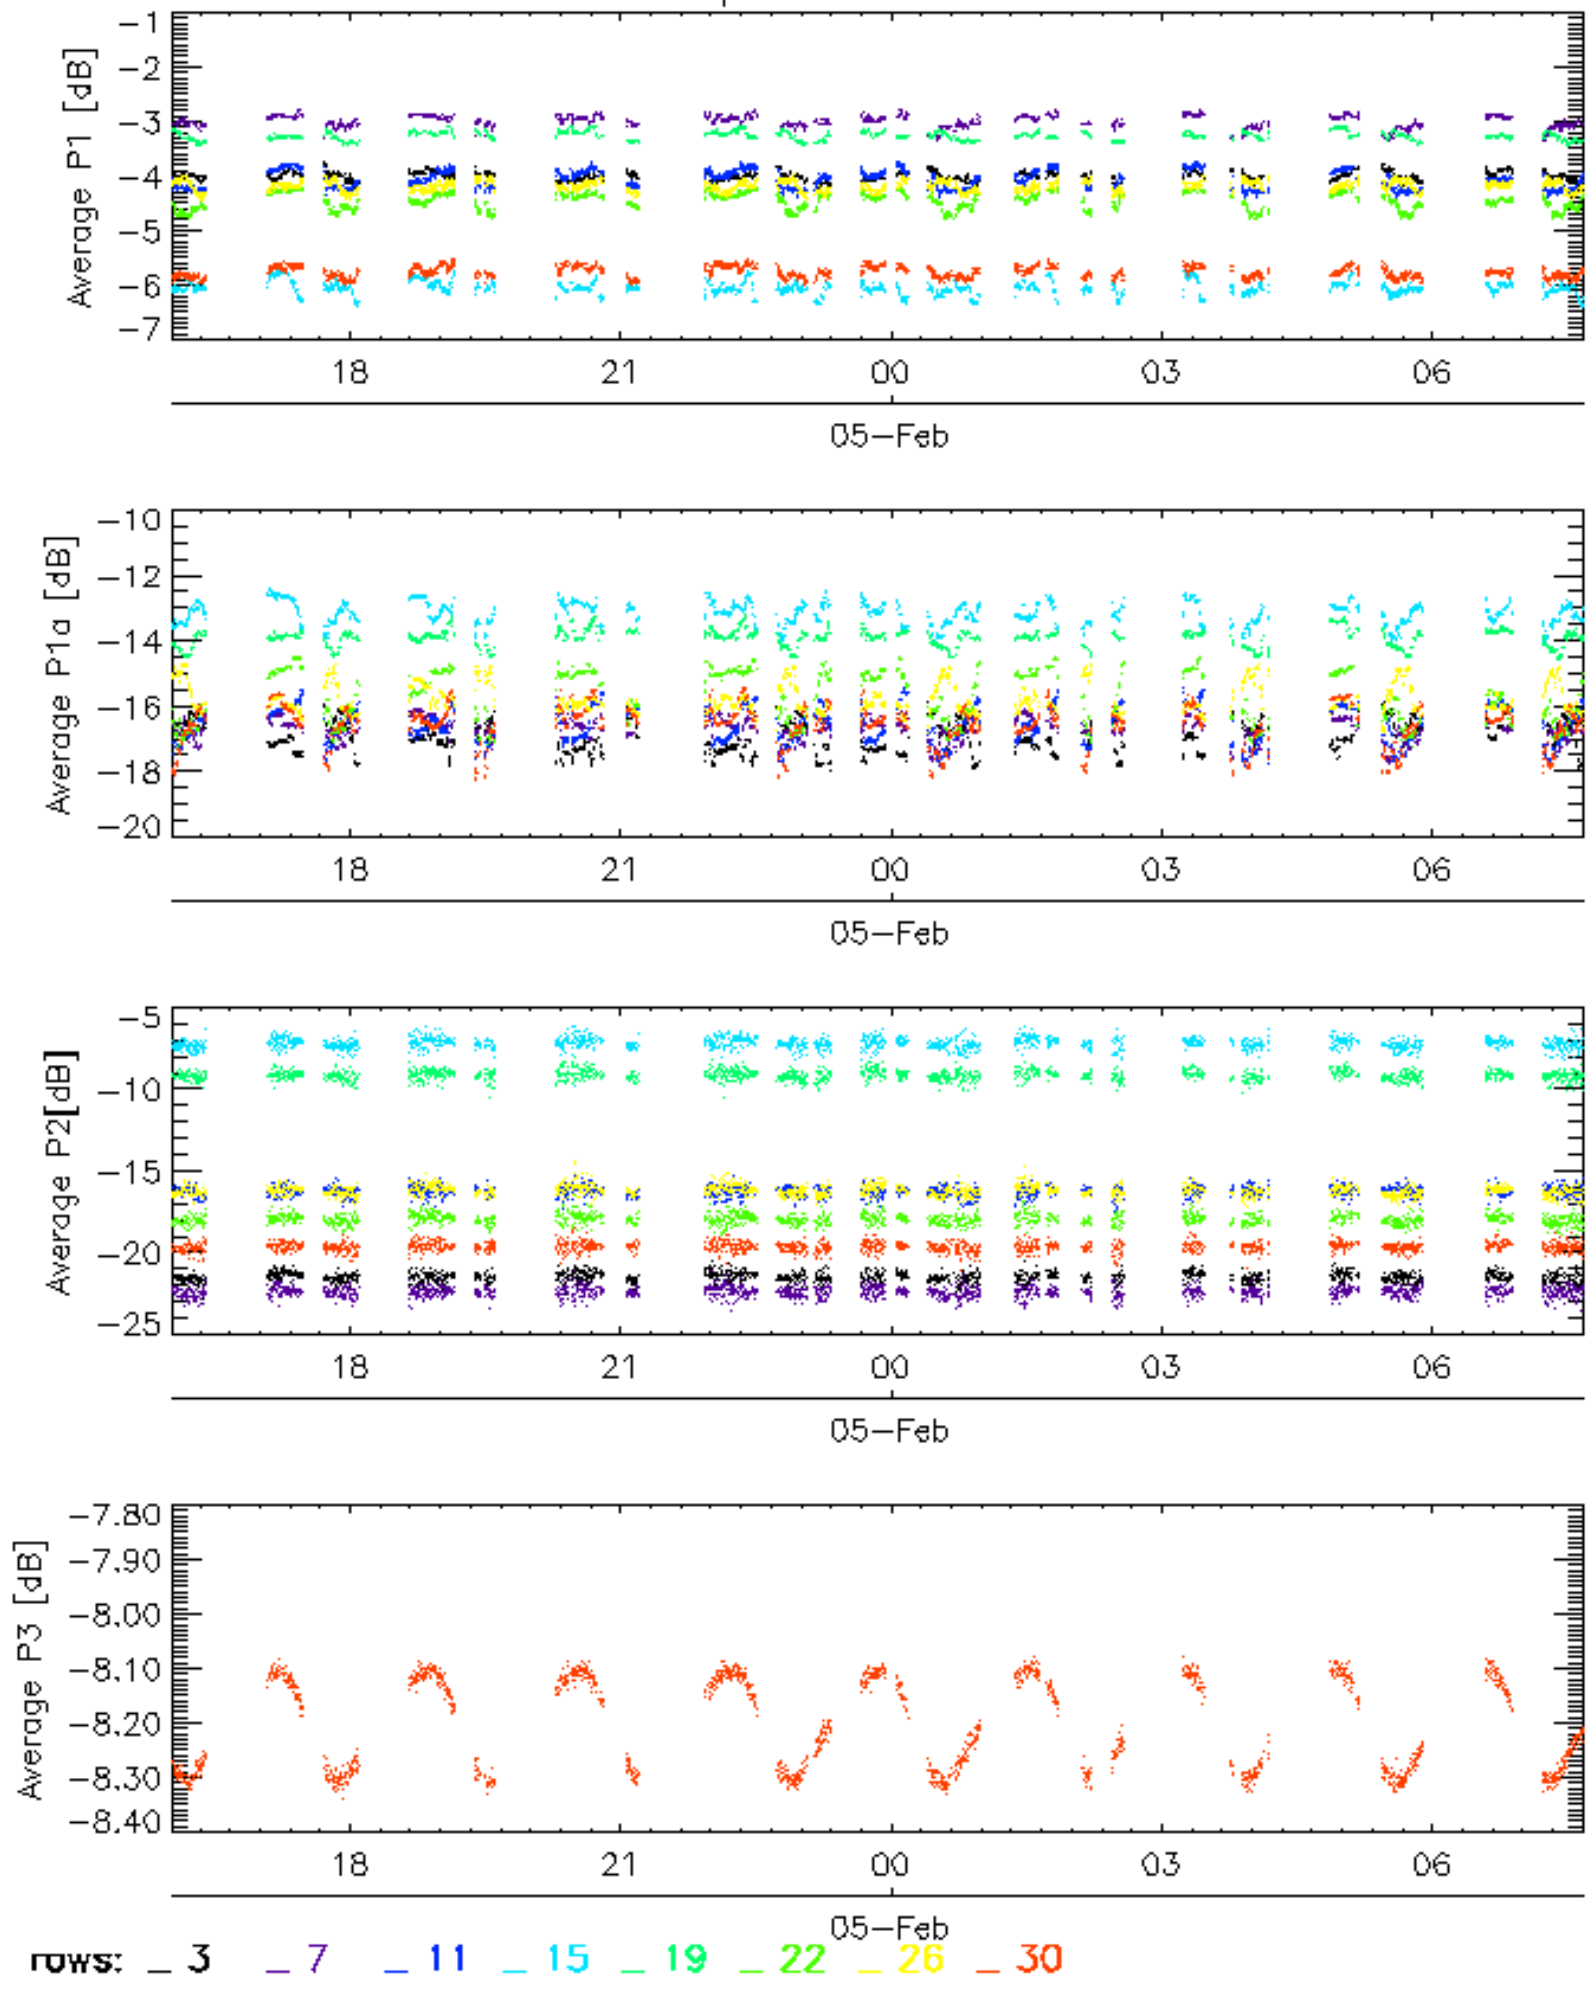 Average P1 [dB]
-1
-2
-3
-4
-5
-6
-7
18 21 00 03 06
05-Feb
Average P1a [dB]
-10
-12
-14
-16
-18
-20
18 21 00 03 06
05-Feb
Average P2[dB]
-5
-10
-15
-20
-25
18 21 00 03 06
05-Feb
Average P3 [dB]
-7.80
-7.90
-8.00
-8.10
-8.20
-8.30
-8.40
18 21 00 03 06
05-Feb
rows: _ 3 _ 7 _ 11 _ 15 _ 19 _ 22 _ 26 _ 30